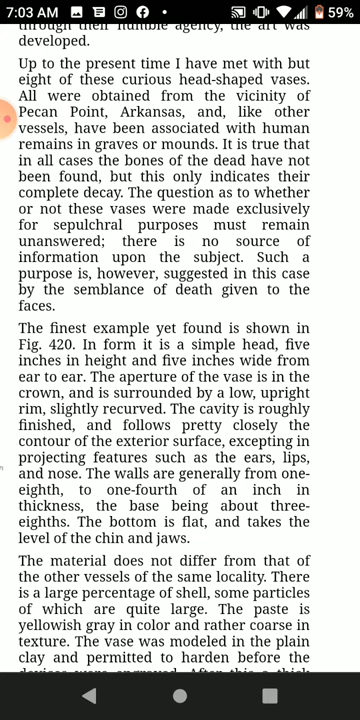 7:03 AM
59%
through their humble agency, the art was
developed.
Up to the present time I have met with but
eight of these curious head-shaped vases.
All were obtained from the vicinity of
Pecan Point, Arkansas, and, like other
vessels, have been associated with human
remains in graves or mounds. It is true that
in all cases the bones of the dead have not
been found, but this only indicates their
complete decay. The question as to whether
or not these vases were made exclusively
for sepulchral purposes must remain
unanswered; there is no source of
information upon the subject. Such a
purpose is, however, suggested in this case
by the semblance of death given to the
faces.
The finest example yet found is shown in
Fig. 420. In form it is a simple head, five
inches in height and five inches wide from
ear to ear. The aperture of the vase is in the
crown, and is surrounded by a low, upright
rim, slightly recurved. The cavity is roughly
finished, and follows pretty closely the
contour of the exterior surface, excepting in
projecting features such as the ears, lips,
and nose. The walls are generally from one-
eighth, to one-fourth of an inch in
thickness, the base being about three-
eighths. The bottom is flat, and takes the
level of the chin and jaws.
The material does not differ from that of
the other vessels of the same locality. There
is a large percentage of shell, some particles
of which are quite large. The paste is
yellowish gray in color and rather coarse in
texture. The vase was modeled in the plain
clay and permitted to harden before the
devices were engraved. After this a thick